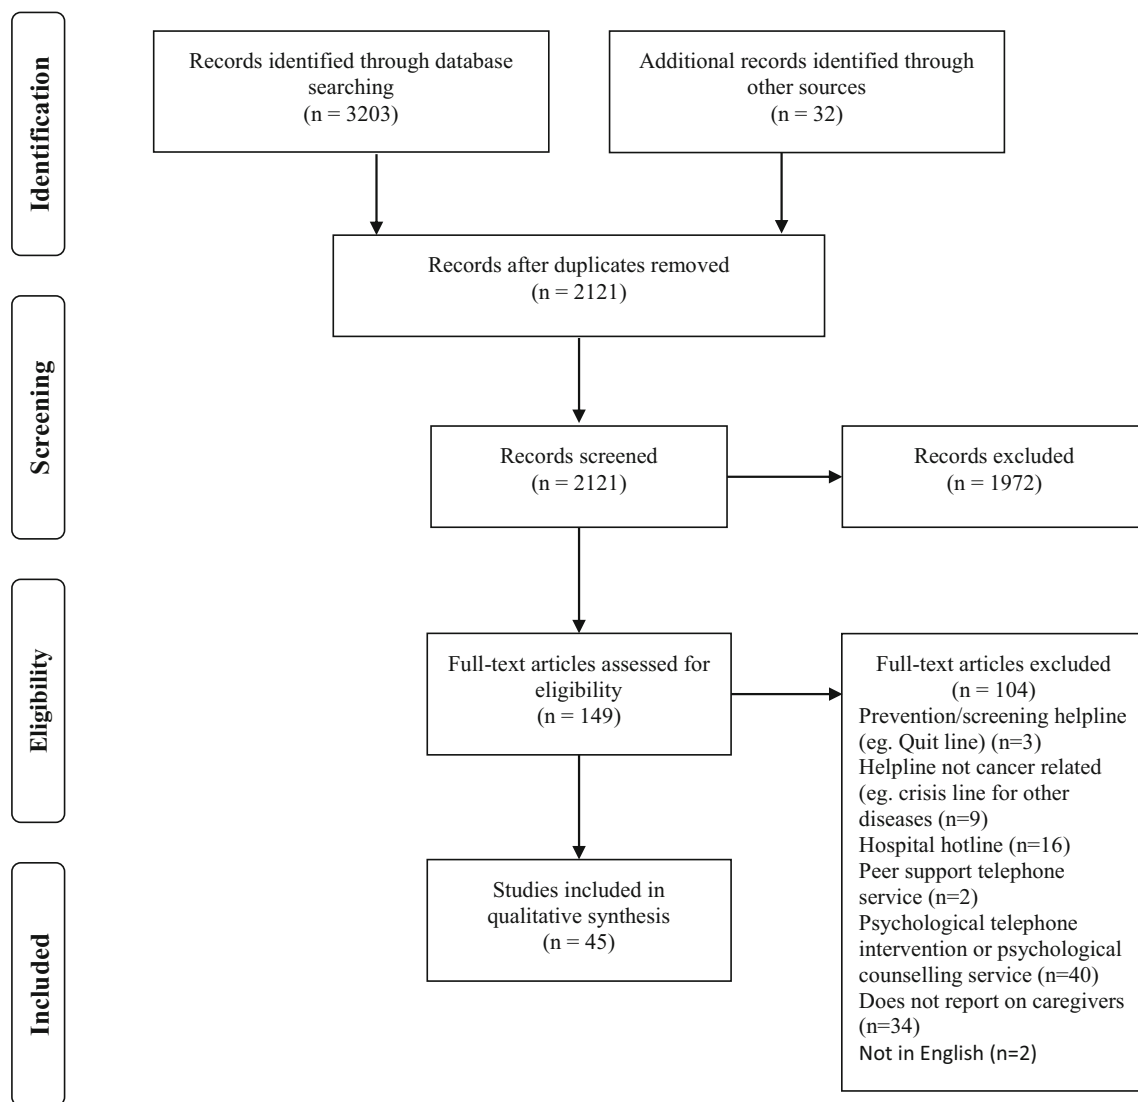 Identification
Records identified through database
searching
(n = 3203)
Additional records identified through
other sources
(n = 32)
Records after duplicates removed
(n = 2121)
Screening
Records screened
(n = 2121)
Records excluded
(n = 1972)
Eligibility
Full-text articles assessed for
eligibility
(n = 149)
Full-text articles excluded
(n = 104)
Prevention/screening helpline
(eg. Quit line) (n=3)
Helpline not cancer related
(eg. crisis line for other
diseases (n=9)
Hospital hotline (n=16)
Peer support telephone
service (n=2)
Psychological telephone
intervention or psychological
counselling service (n=40)
Does not report on caregivers
(n=34)
Not in English (n=2)
Included
Studies included in
qualitative synthesis
(n = 45)